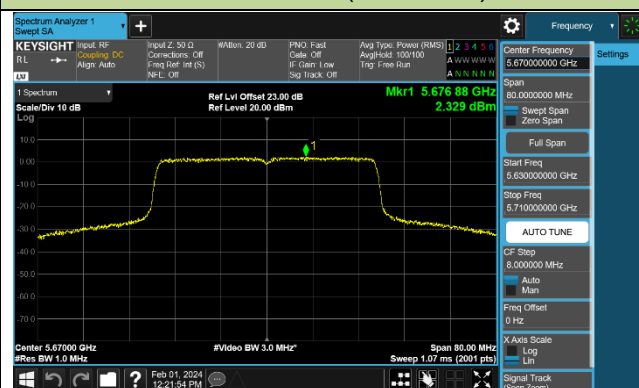 Spectrum Analyzer 1
Swept SA
Frequency
KEYSIGHT
RL
LXI
Input: RF
Coupling: DC
Align: Auto
Input Z: 50 Ω
Corrections: Off
Freq Ref: Int (S)
NFE: Off
#Atten: 20 dB
PNO: Fast
Gate: Off
IF Gain: Low
Sig Track: Off
Avg Type: Power (RMS)
Avg|Hold: 100/100
Trig: Free Run
1 2 3 4 5 6
A W W W W W
A N N N N N
1 Spectrum
Scale/Div 10 dB
Log
Ref Lvl Offset 23.00 dB
Ref Level 20.00 dBm
Mkr1 5.676 88 GHz
2.329 dBm
10.0
0.00
-10.0
-20.0
-30.0
-40.0
-50.0
-60.0
-70.0
1
Center 5.67000 GHz
#Res BW 1.0 MHz
#Video BW 3.0 MHz*
Span 80.00 MHz
Sweep 1.07 ms (2001 pts)
Feb 01, 2024
12:21:54 PM
Center Frequency
5.670000000 GHz
Settings
Span
80.0000000 MHz
Swept Span
Zero Span
Full Span
Start Freq
5.630000000 GHz
Stop Freq
5.710000000 GHz
AUTO TUNE
CF Step
8.000000 MHz
Auto
Man
Freq Offset
0 Hz
X Axis Scale
Log
Lin
Signal Track